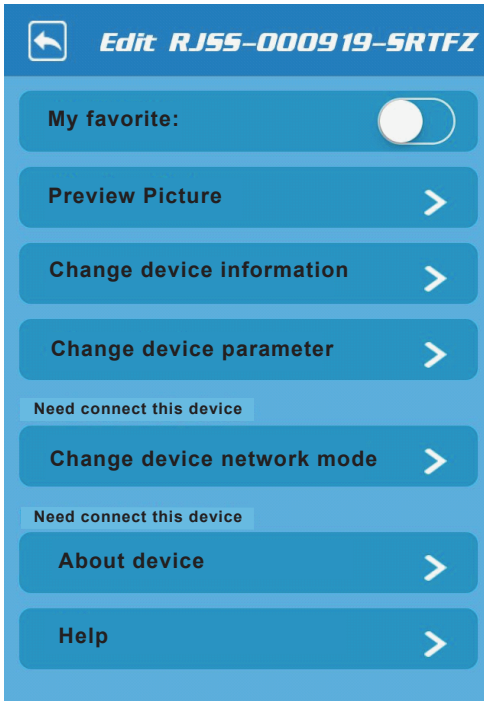 Edit RJSS-000919-SRTFZ
My favorite:
Preview Picture
Change device information
Change device parameter
Need connect this device
Change device network mode
Need connect this device
About device
Help